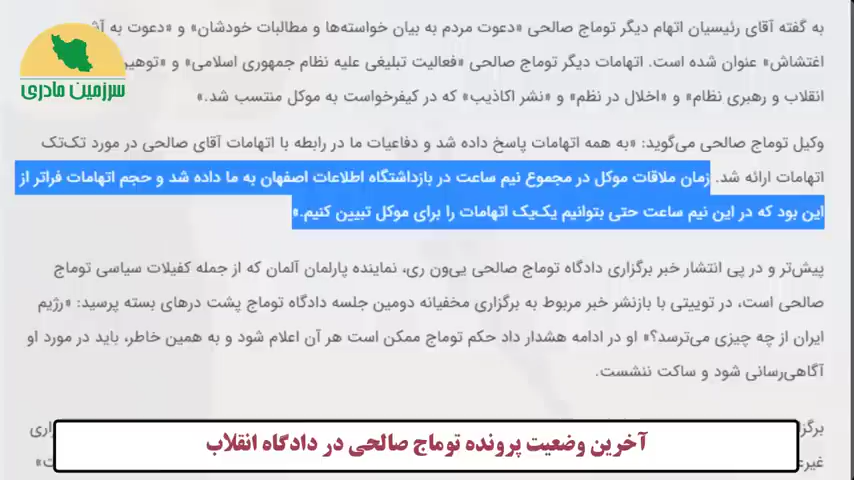 به گفته آقای رئیسیان اتهام دیگر توماج صالحی «دعوت مردم به بیان خواسته‌ها و مطالبات خودشان» و «دعوت به
اغتشاش» عنوان شده است. اتهامات دیگر توماج صالحی «فعالیت تبلیغی علیه نظام جمهوری اسلامی» و
انقلاب و رهبری نظام» و «اخلال در نظم» و «نشر اکاذیب» که در کیفرخواست به موکل منتسب شد.»
سرزمین مادری
وکیل توماج صالحی می‌گوید: «به همه اتهامات پاسخ داده شد و دفاعیات ما در رابطه با اتهامات آقای صالحی در مورد تک‌تک
اتهامات ارائه شد. زمان ملاقات موکل در مجموع نیم ساعت در بازداشتگاه اطلاعات اصفهان به ما داده شد و حجم اتهامات فراتر از
این بود که در این نیم ساعت حتی بتوانیم یک‌یک اتهامات را برای موکل تبیین کنیم.»
پیش‌تر و در پی انتشار خبر برگزاری دادگاه توماج صالحی یی‌ون ری، نماینده پارلمان آلمان که از جمله کفیلات سیاسی توماج
صالحی است، در توییتی با بازنشر خبر مربوط به برگزاری مخفیانه دومین جلسه دادگاه توماج پشت درهای بسته پرسید: «رژیم
ایران از چه چیزی می‌ترسد؟» او در ادامه هشدار داد حکم توماج ممکن است هر آن اعلام شود و به همین خاطر، باید در مورد او
آگاهی‌رسانی شود و ساکت ننشست.
آخرین وضعیت پرونده توماج صالحی در دادگاه انقلاب